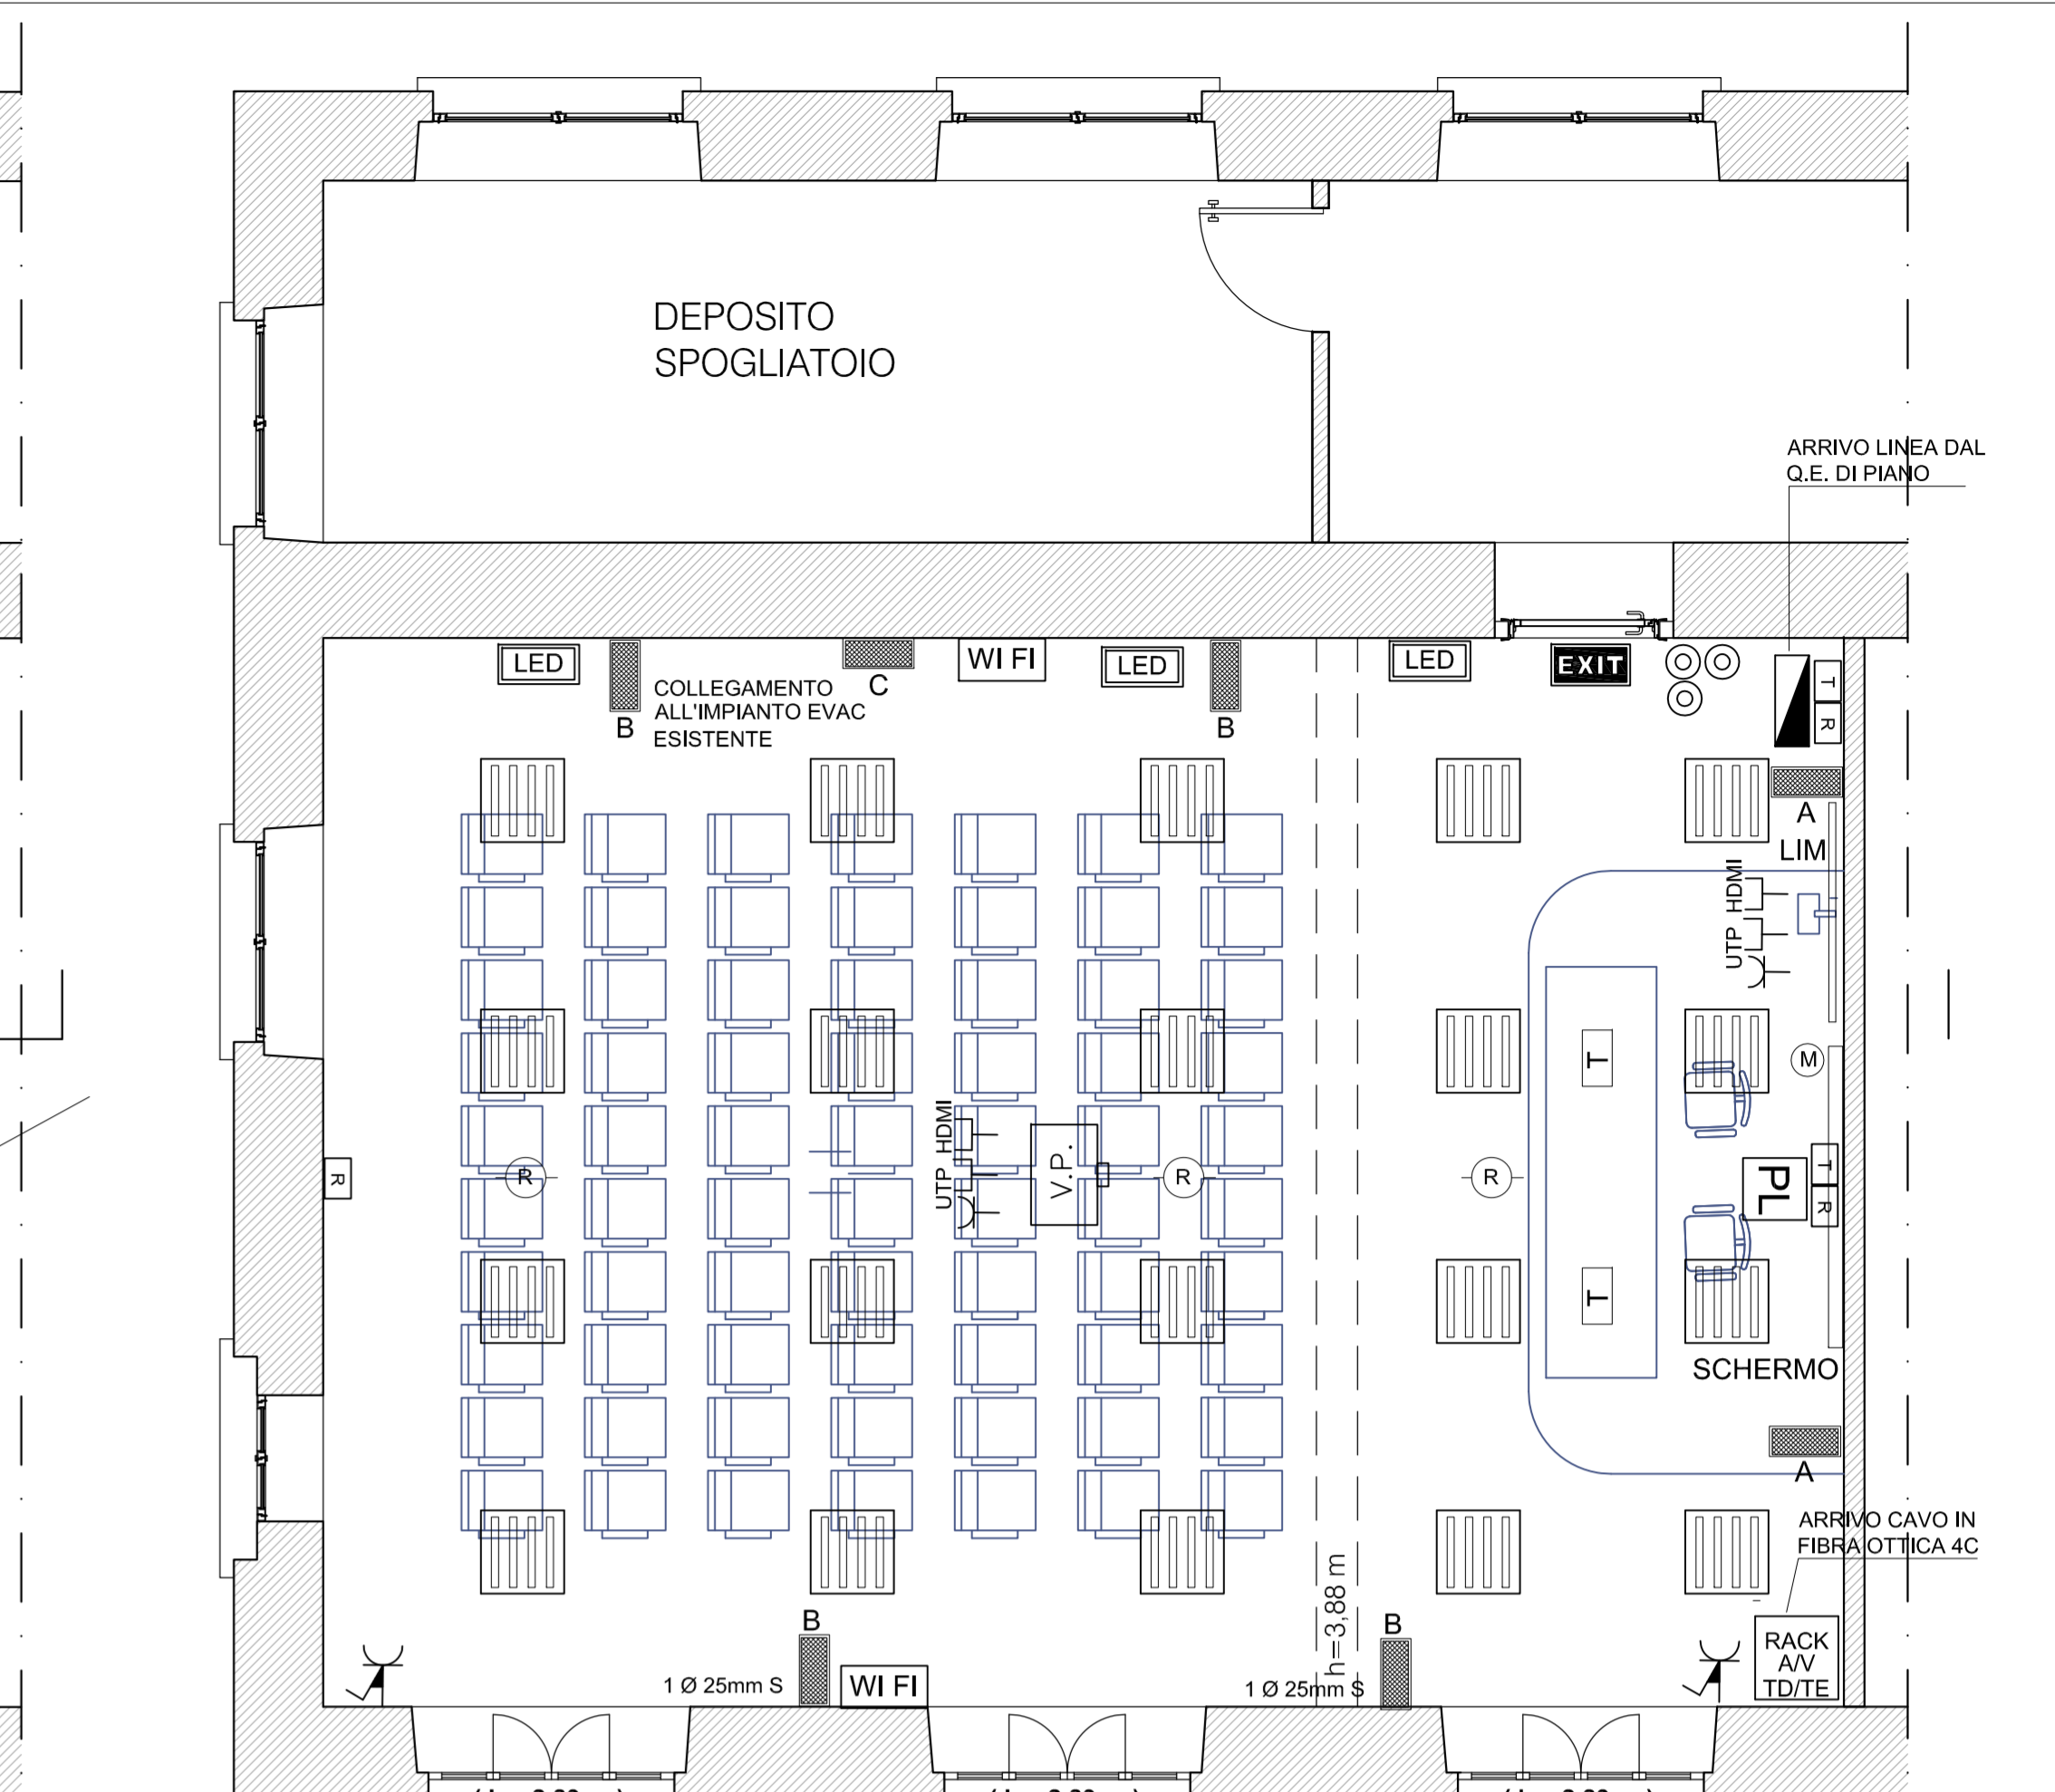 DEPOSITO
SPOGLIATOIO
ARRIVO LINEA DAL
Q.E. DI PIANO
LED
WI FI
LED
LED
EXIT
COLLEGAMENTO
ALL'IMPIANTO EVAC
ESISTENTE
C
B
B
T
R
A
LIM
HDMI
UTP
T
M
HDMI
UTP
V.P.
R
R
R
R
PL
T
R
T
SCHERMO
A
ARRIVO CAVO IN
FIBRA OTTICA 4C
h=3,88 m
B
B
1 Ø 25mm S
WI FI
1 Ø 25mm S
RACK
A/V
TD/TE